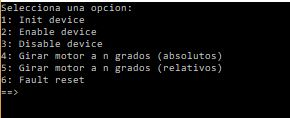 Selecciona una opcion:
1: Init device
2: Enable device
3: Disable device
4: Girar motor a n grados (absolutos)
5: Girar motor a n grados (relativos)
6: Fault reset
==>